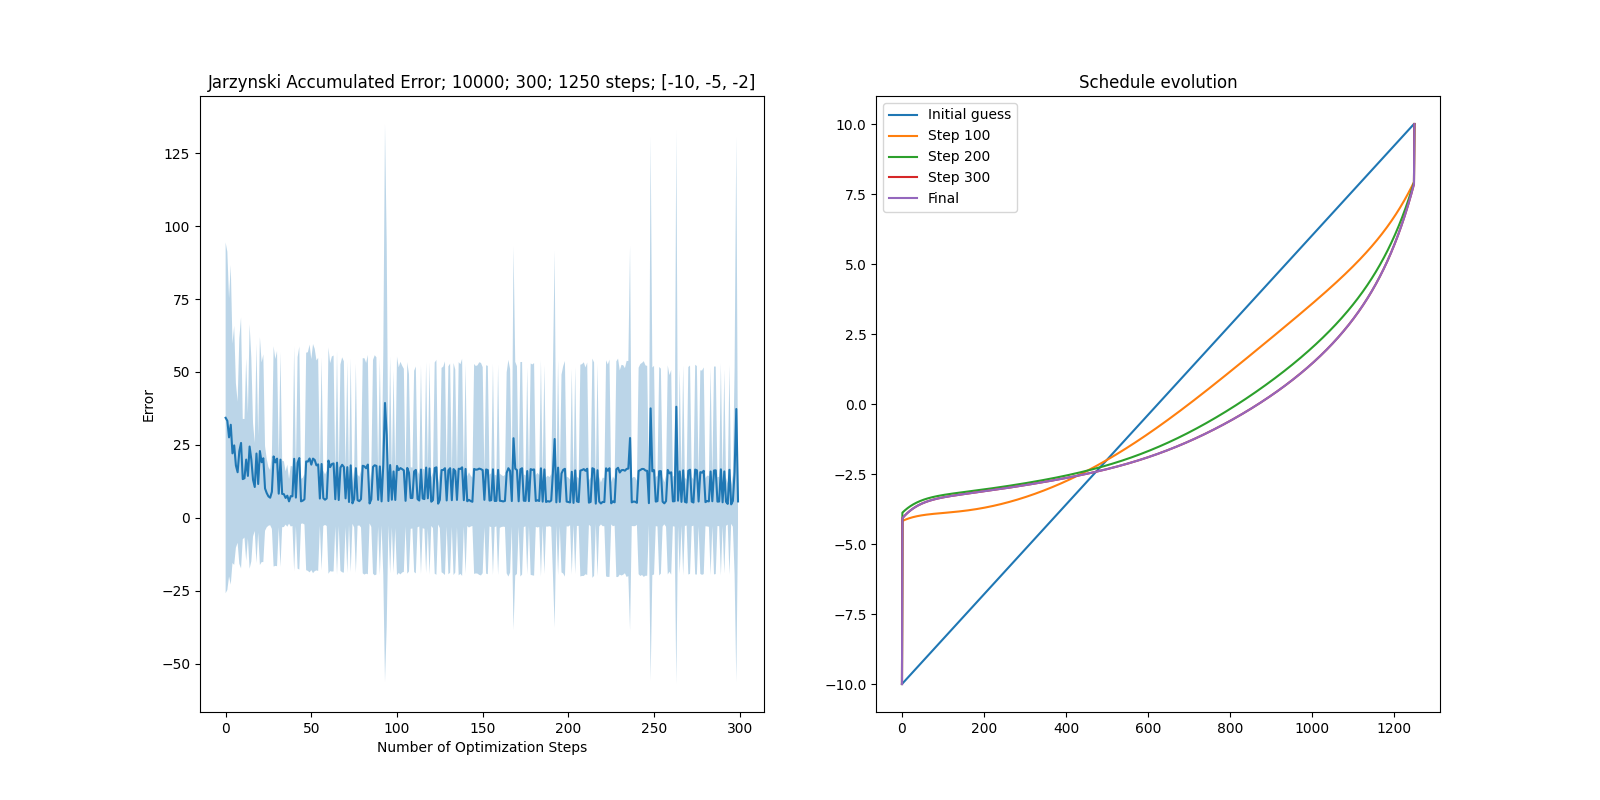 Jarzynski Accumulated Error; 10000; 300; 1250 steps; [-10, -5, -2]
Error
125
100
75
50
25
0
−25
−50
0 50 100 150 200 250 300
Number of Optimization Steps
Schedule evolution
Initial guess
Step 100
Step 200
Step 300
Final
10.0
7.5
5.0
2.5
0.0
−2.5
−5.0
−7.5
−10.0
0 200 400 600 800 1000 1200